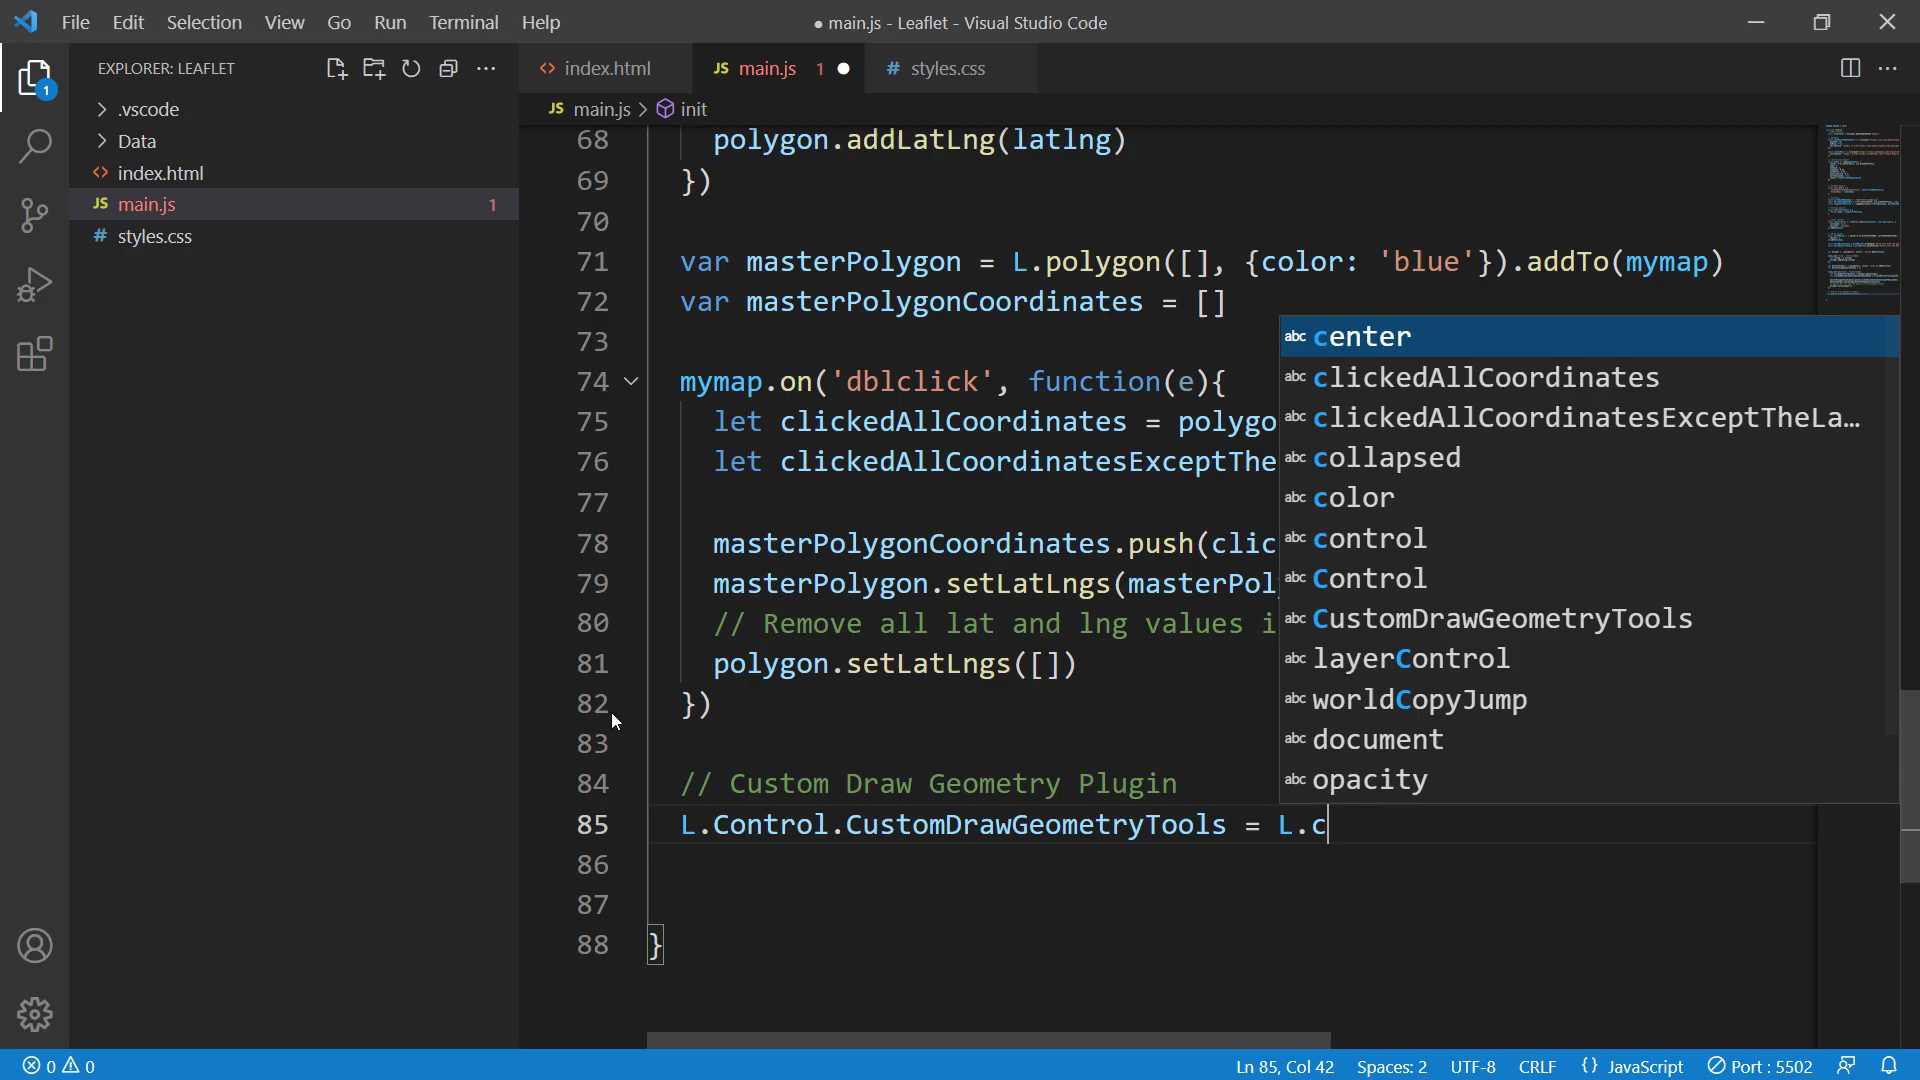 File Edit Selection View Go Run Terminal Help
● main.js - Leaflet - Visual Studio Code
EXPLORER: LEAFLET
1
> .vscode
> Data
<> index.html
JS main.js 1
# styles.css
<> index.html
JS main.js 1 ●
# styles.css
JS main.js > init
68 polygon.addLatLng(latlng)
69 })
70
71 var masterPolygon = L.polygon([], {color: 'blue'}).addTo(mymap)
72 var masterPolygonCoordinates = []
73
74 mymap.on('dblclick', function(e){
75 let clickedAllCoordinates = polygo
76 let clickedAllCoordinatesExceptThe
77
78 masterPolygonCoordinates.push(clic
79 masterPolygon.setLatLngs(masterPol
80 // Remove all lat and lng values i
81 polygon.setLatLngs([])
82 })
83
84 // Custom Draw Geometry Plugin
85 L.Control.CustomDrawGeometryTools = L.c
86
87
88 }
abc center
abc clickedAllCoordinates
abc clickedAllCoordinatesExceptTheLa…
abc collapsed
abc color
abc control
abc Control
abc CustomDrawGeometryTools
abc layerControl
abc worldCopyJump
abc document
abc opacity
0 0
Ln 85, Col 42 Spaces: 2 UTF-8 CRLF {} JavaScript Port : 5502